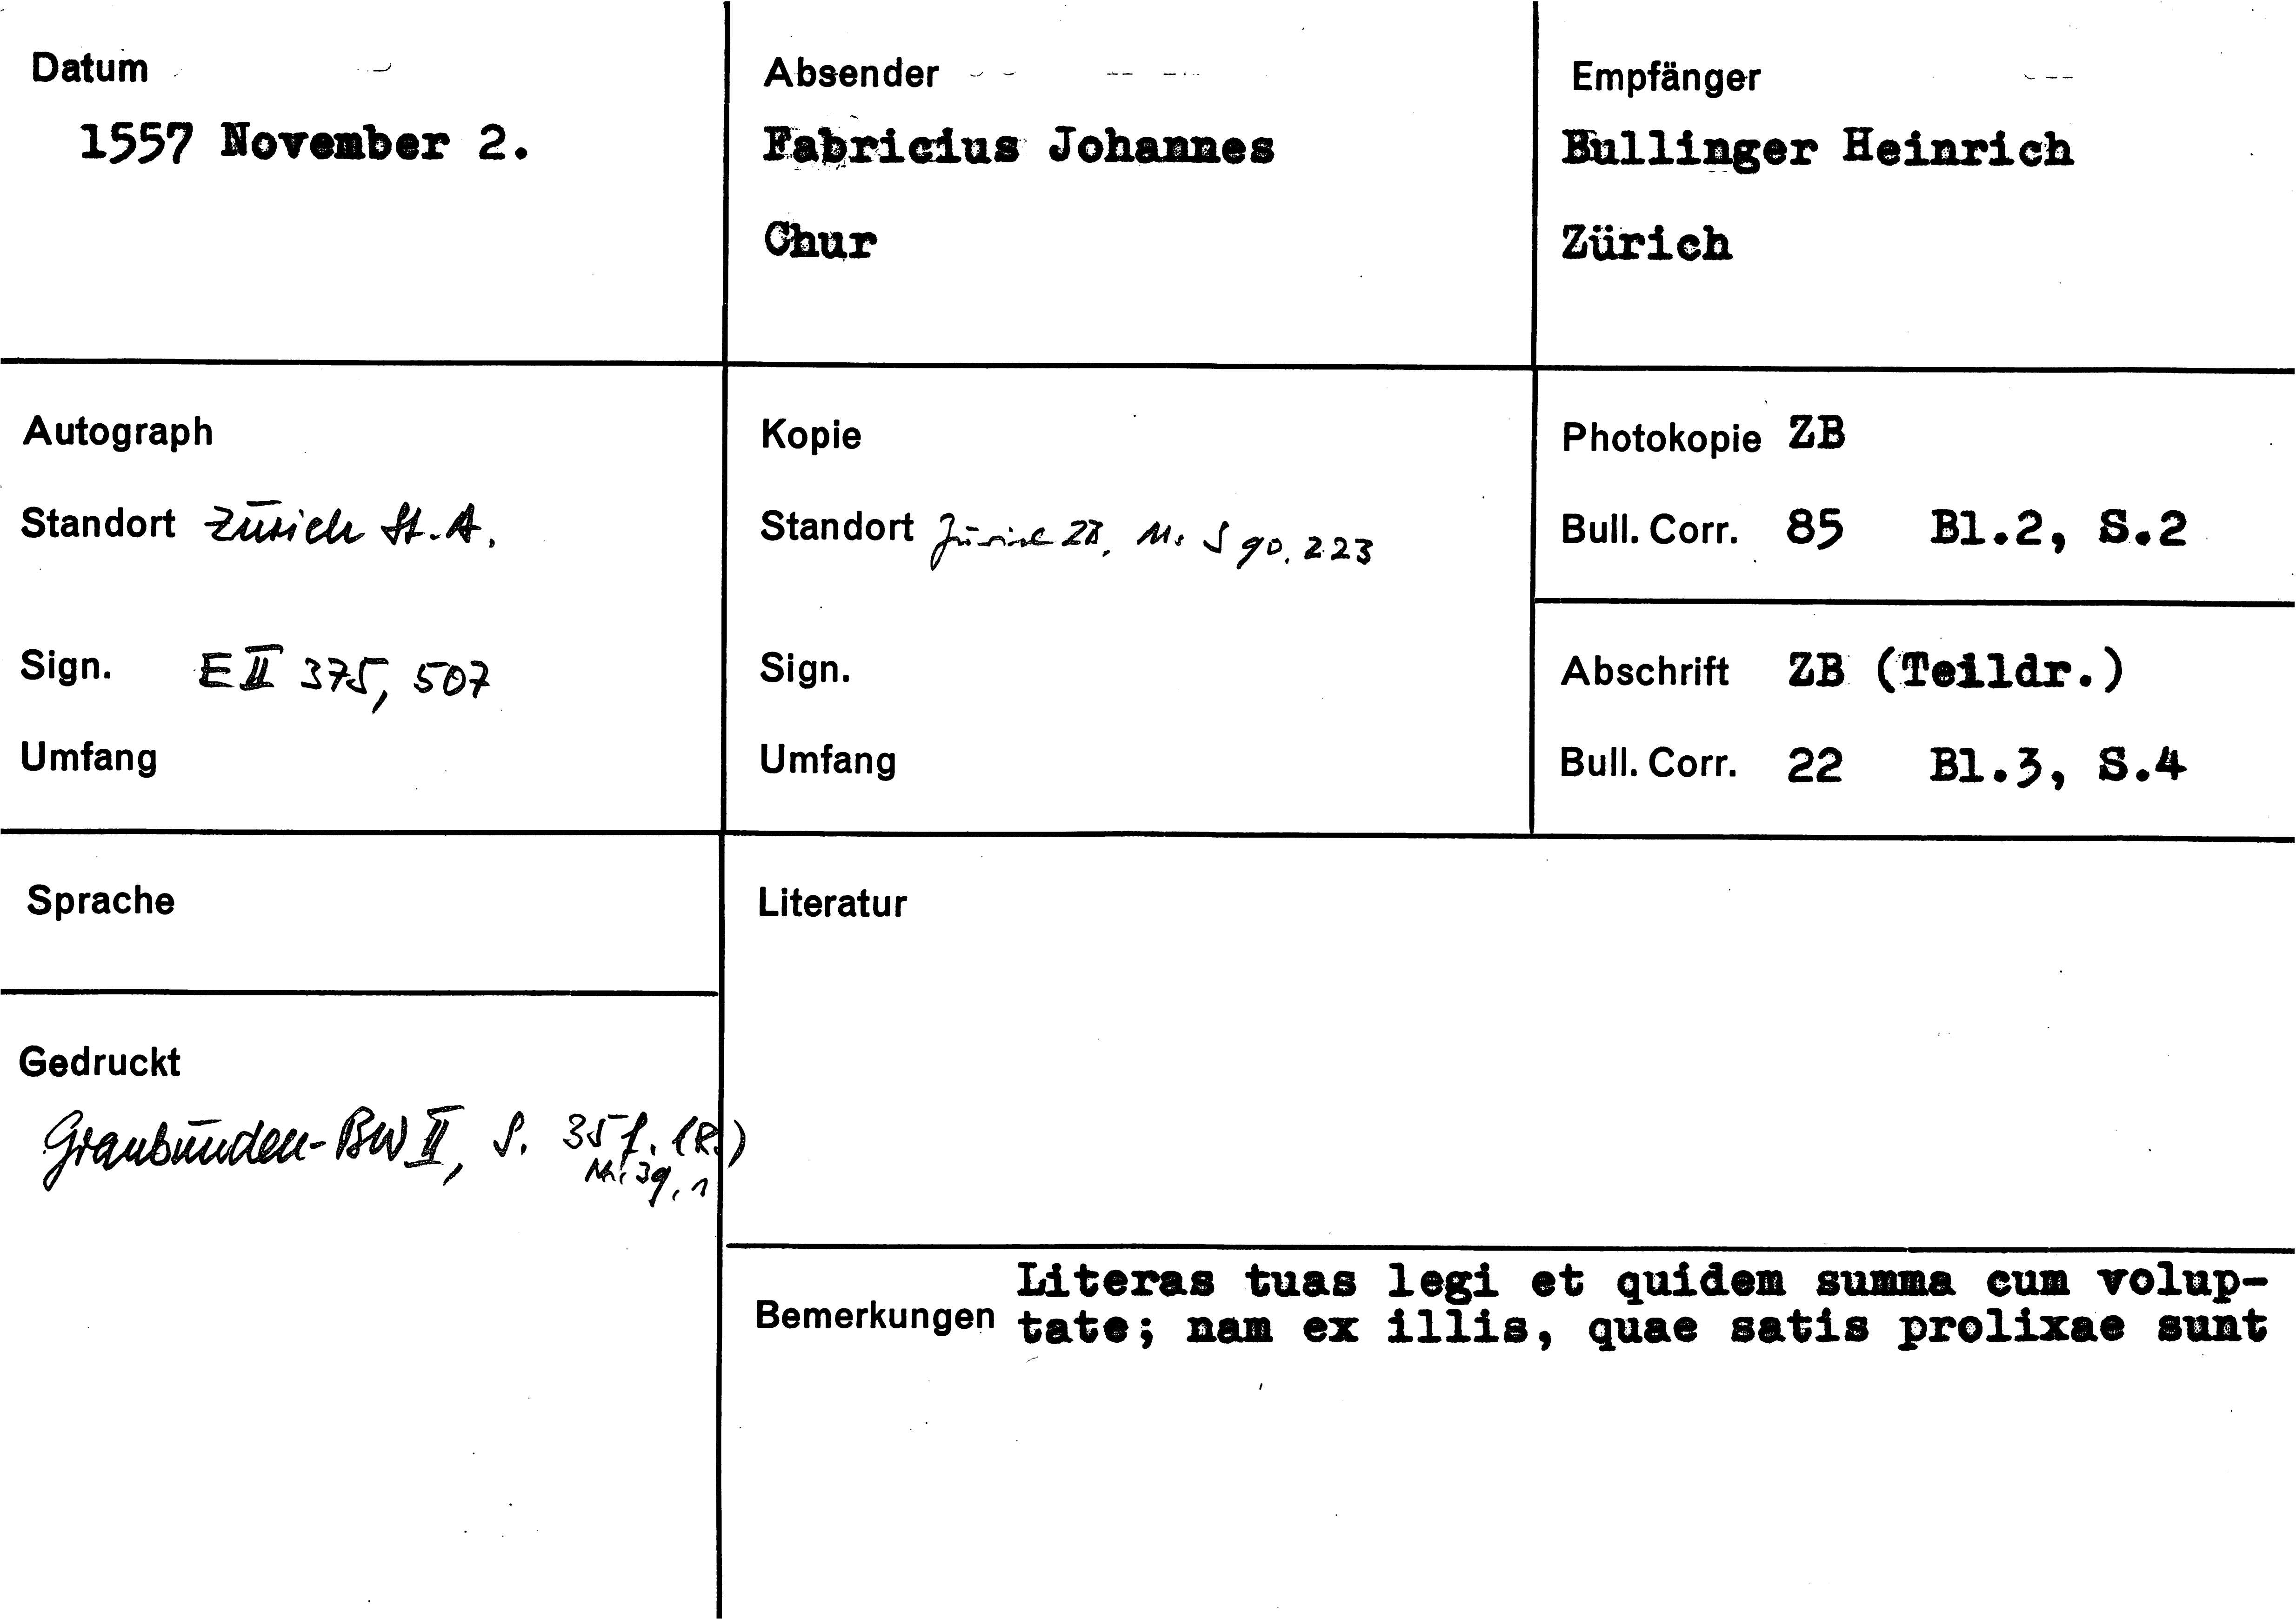 Datum
1557 November 2.
Absender
Fabricius Johannes
Chur
Empfänger
Bullinger Heinrich
Zürich
Autograph
Standort Zürich St.A.
Sign. E II 375, 507
Umfang
Kopie
Standort Zürich ZB, Ms S 90, 223
Sign.
Umfang
Photokopie ZB
Bull. Corr. 85 Bl.2, S.2
Abschrift ZB (Teildr.)
Bull. Corr. 22 Bl.3, S.4
Sprache
Gedruckt
Graubünden-BW II, S. 35 f. (R.)
Nr. 39, 1
Literatur
Bemerkungen
Literas tuas legi et quidem summa cum volup-
tate; nam ex illis, quae satis prolixae sunt